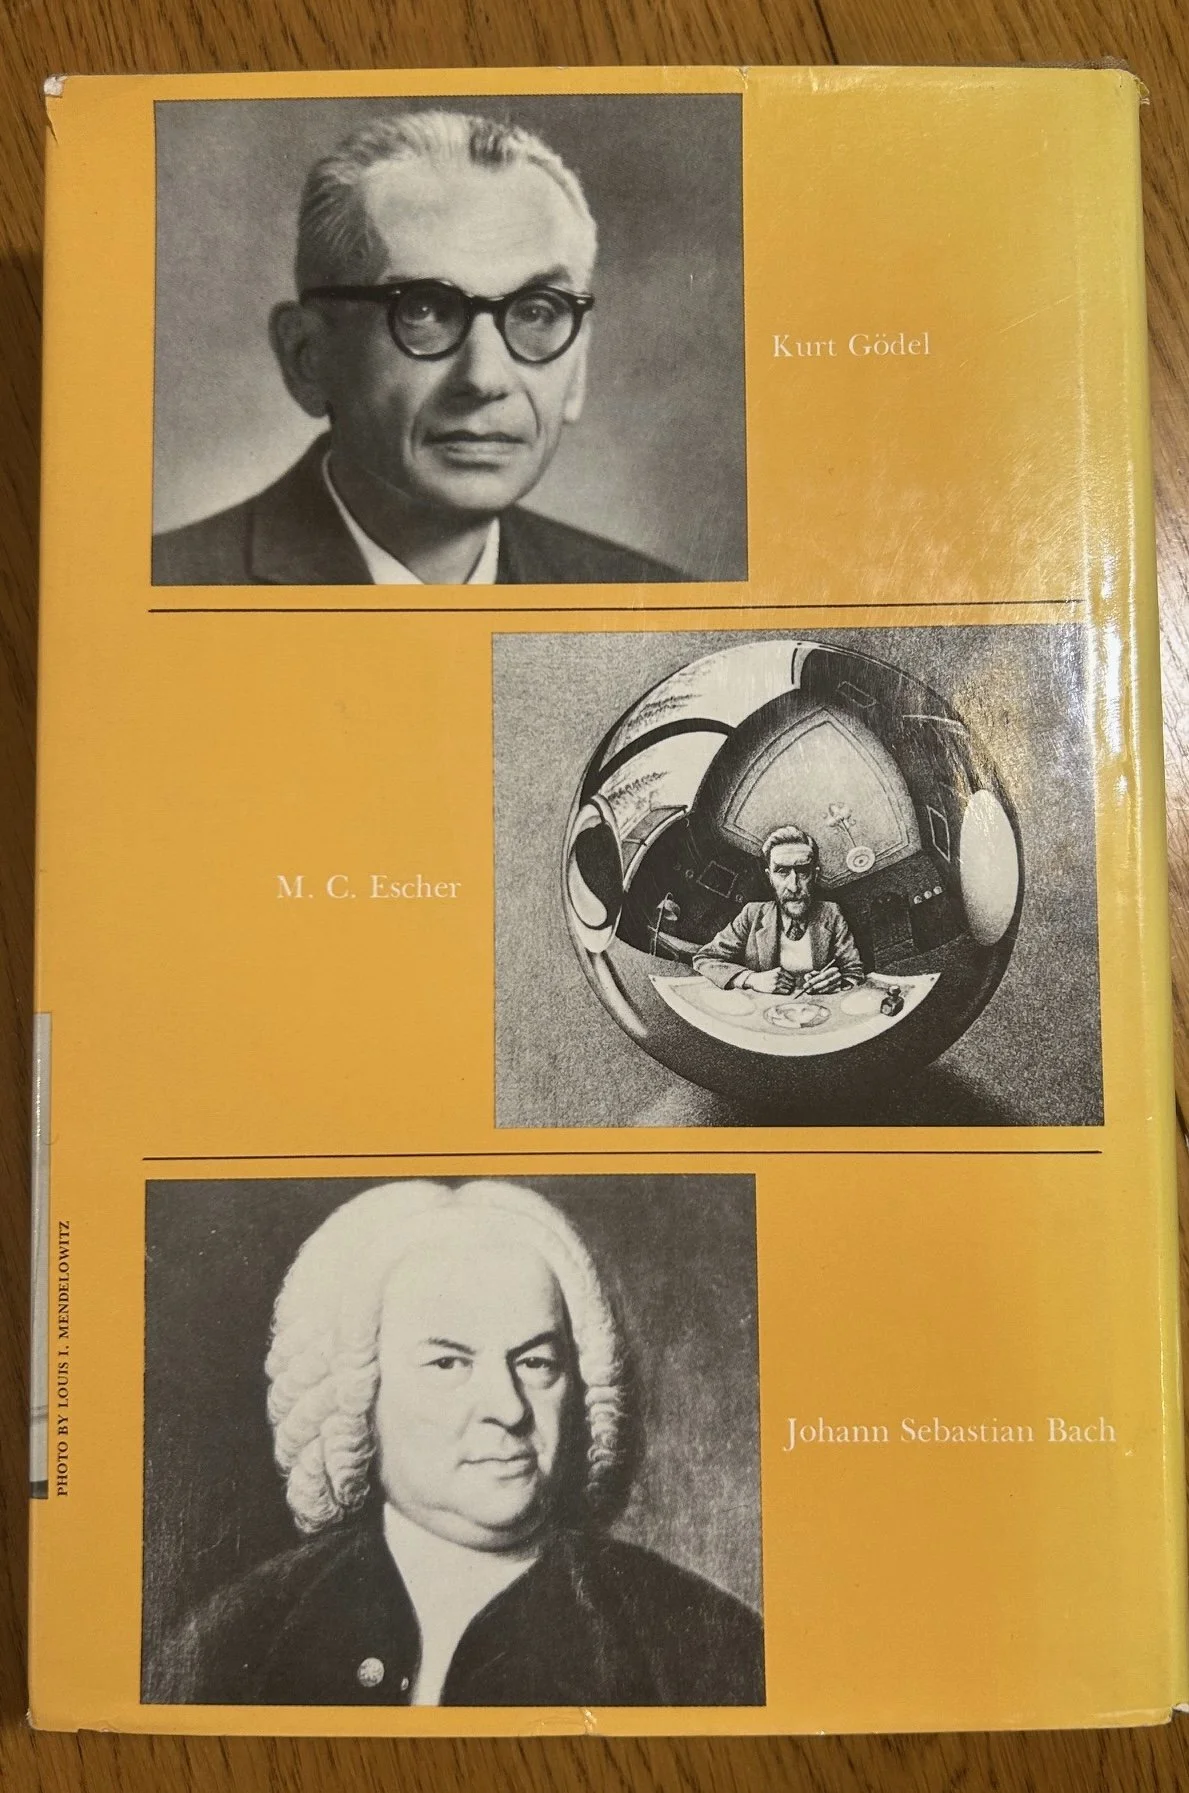 Kurt Gödel
M. C. Escher
Johann Sebastian Bach
PHOTO BY LOUIS I. MENDELOWITZ